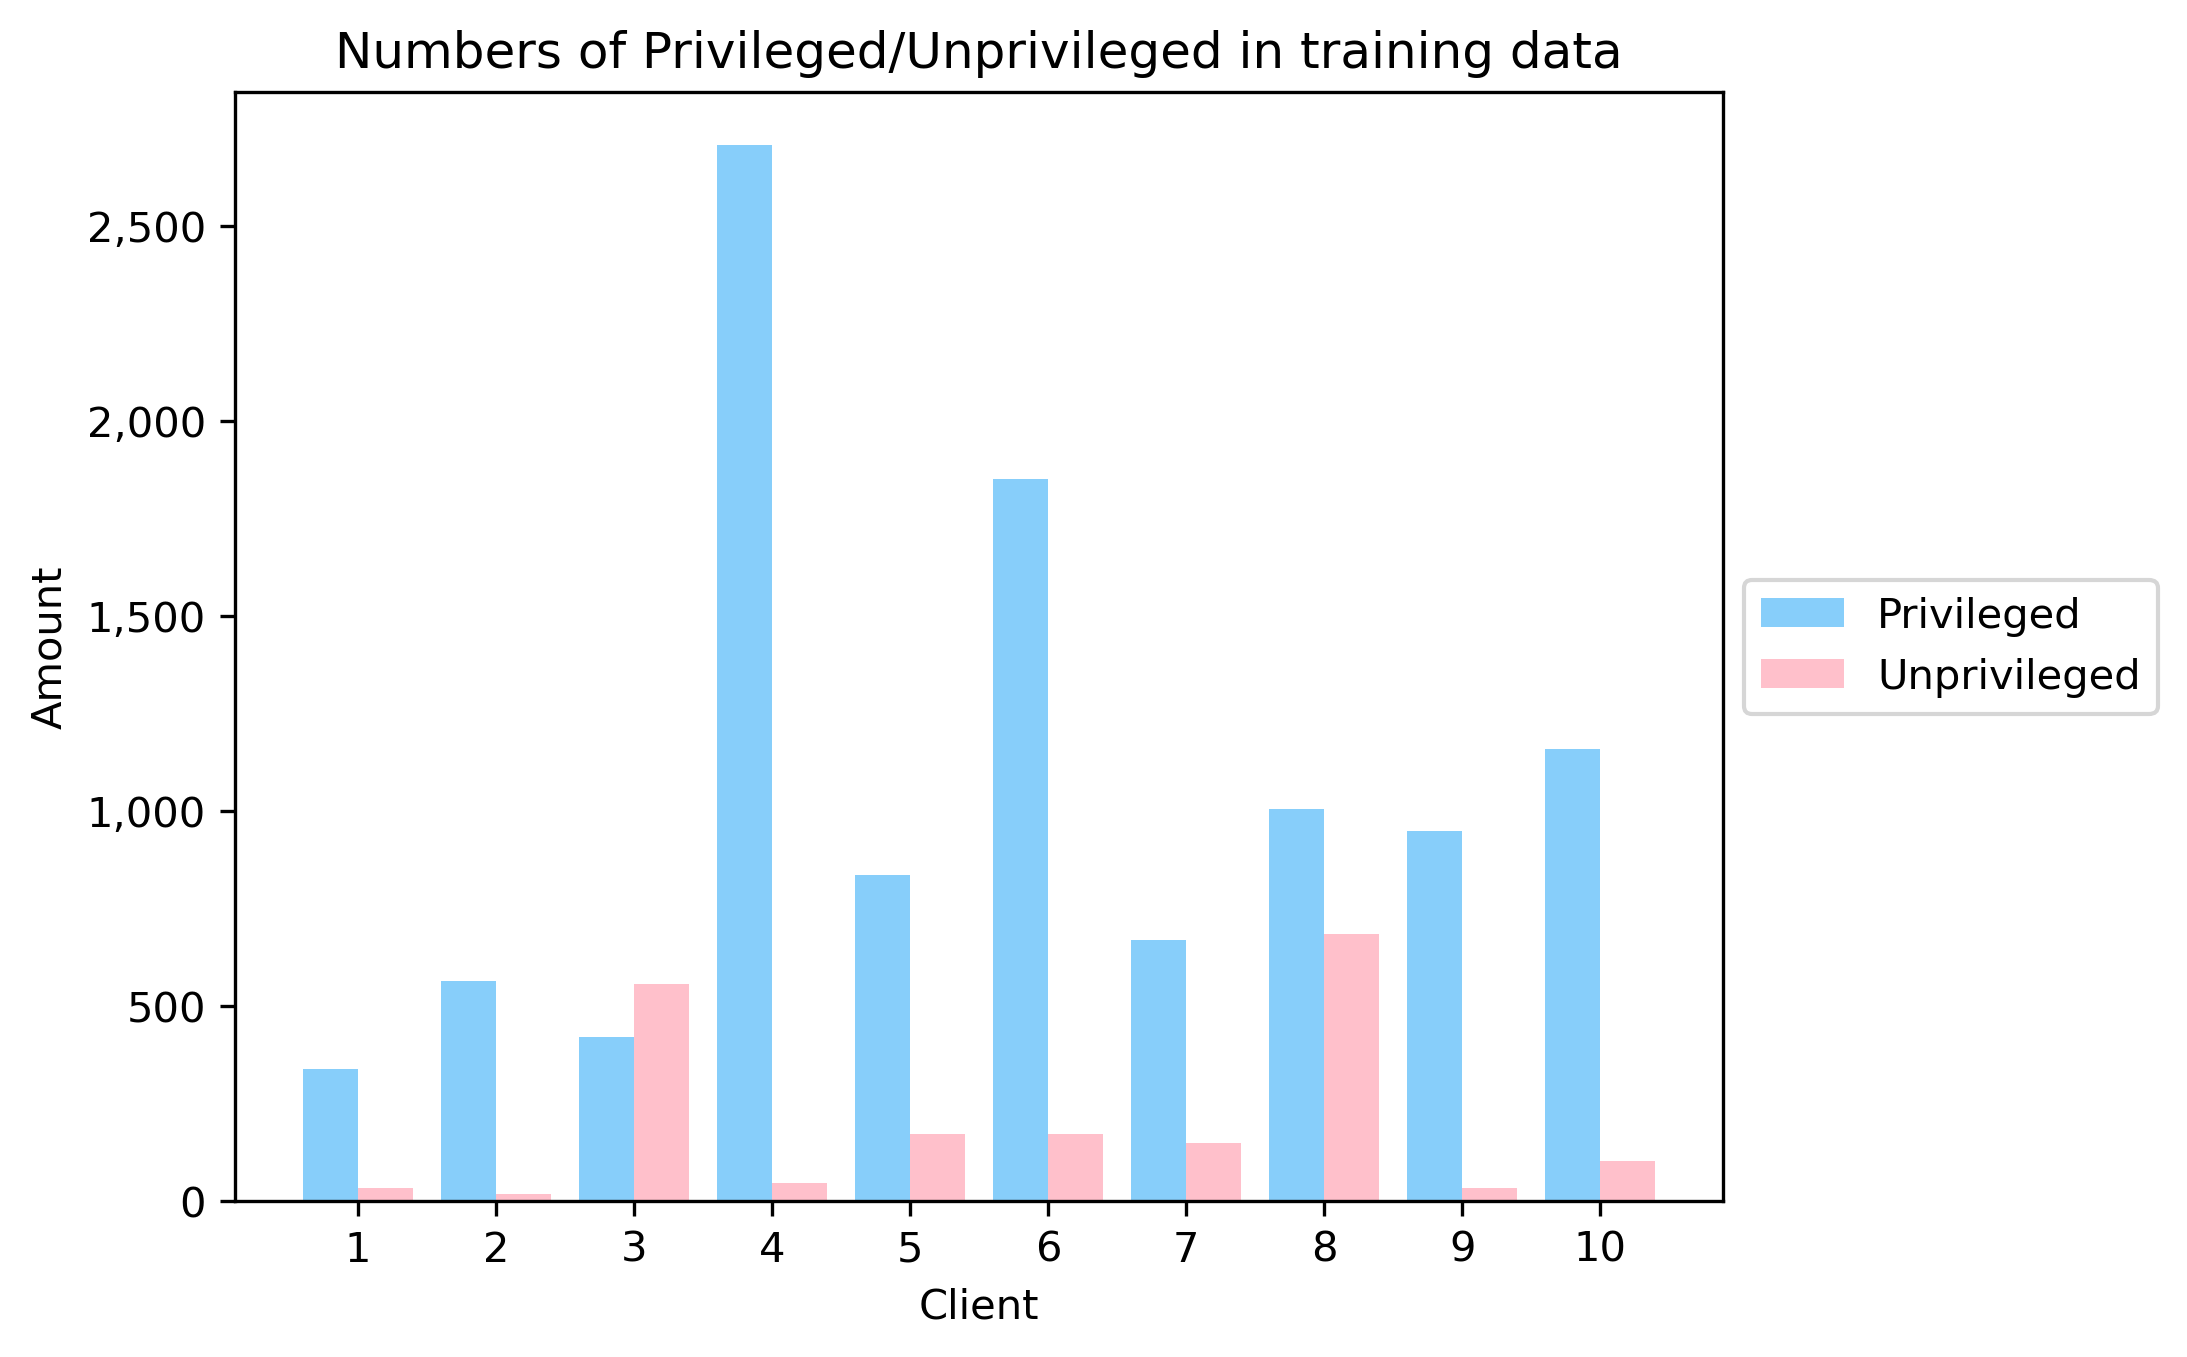 Numbers of Privileged/Unprivileged in training data
2,500
2,000
1,500
1,000
500
0
Amount
1 2 3 4 5 6 7 8 9 10
Client
Privileged
Unprivileged